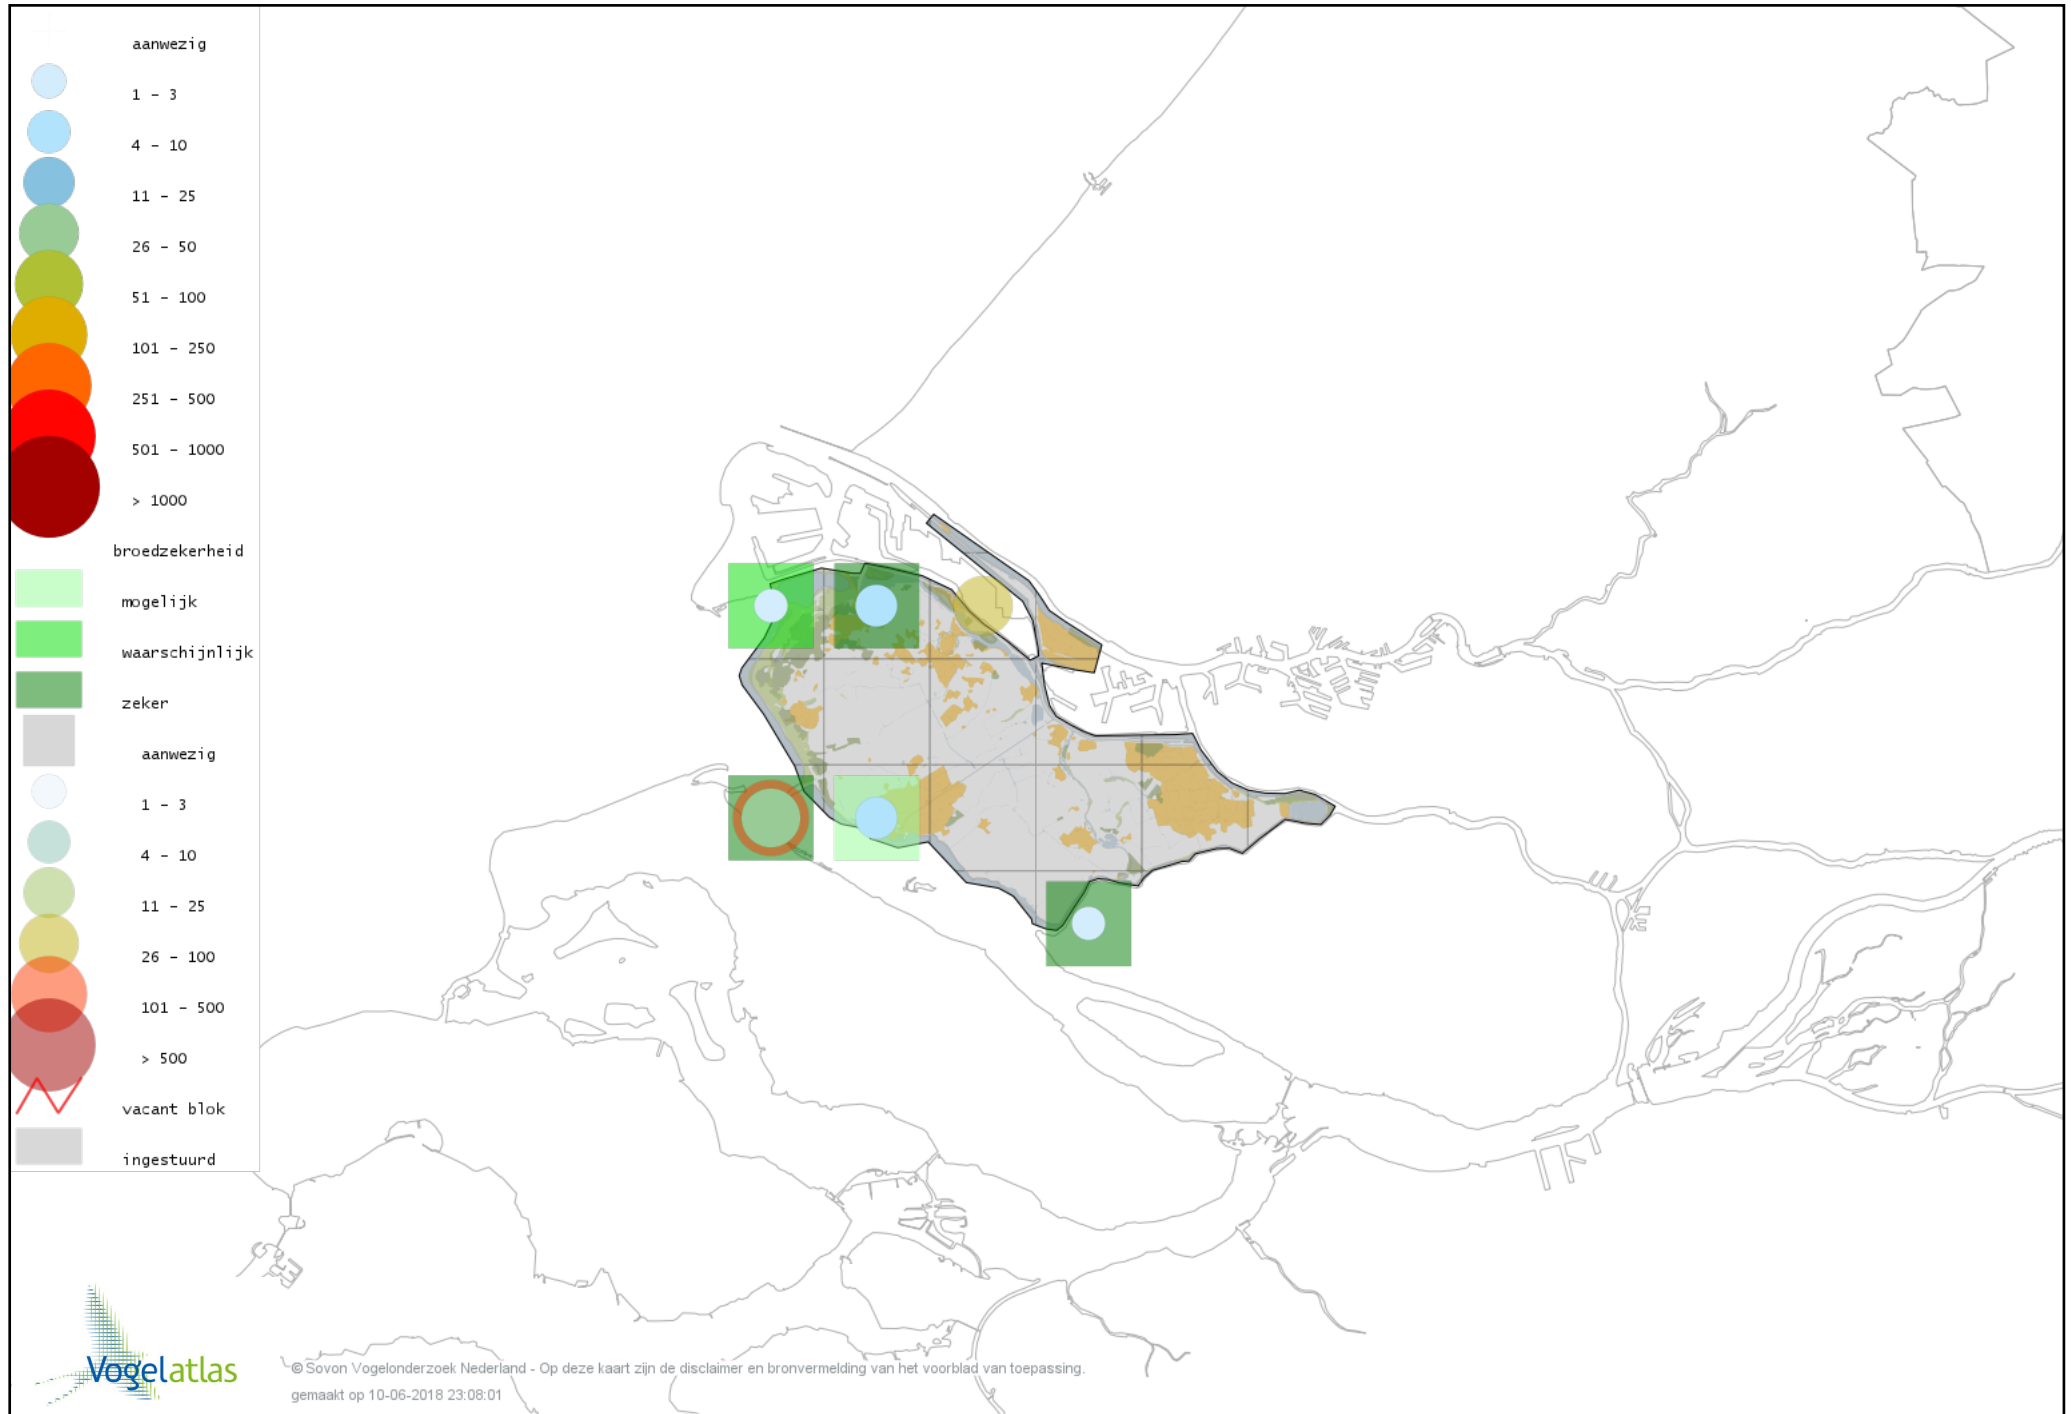 aanwezig
1 - 3
4 - 10
11 - 25
26 - 50
51 - 100
101 - 250
251 - 500
501 - 1000
> 1000
broedzekerheid
mogelijk
waarschijnlijk
zeker
aanwezig
1 - 3
4 - 10
11 - 25
26 - 100
101 - 500
> 500
vacant blok
ingestuurd
Vogelatlas
© Sovon Vogelonderzoek Nederland - Op deze kaart zijn de disclaimer en bronvermelding van het voorblad van toepassing.
gemaakt op 10-06-2018 23:08:01